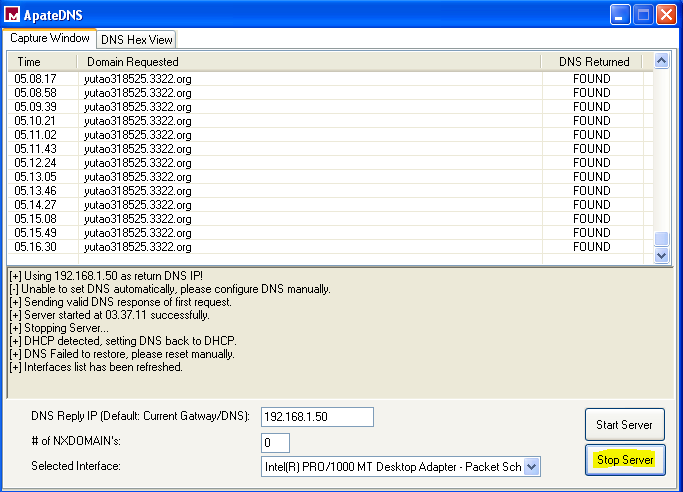 ApateDNS
Capture Window DNS Hex View
Time Domain Requested DNS Returned
05.08.17 yutao318525.3322.org FOUND
05.08.58 yutao318525.3322.org FOUND
05.09.39 yutao318525.3322.org FOUND
05.10.21 yutao318525.3322.org FOUND
05.11.02 yutao318525.3322.org FOUND
05.11.43 yutao318525.3322.org FOUND
05.12.24 yutao318525.3322.org FOUND
05.13.05 yutao318525.3322.org FOUND
05.13.46 yutao318525.3322.org FOUND
05.14.27 yutao318525.3322.org FOUND
05.15.08 yutao318525.3322.org FOUND
05.15.49 yutao318525.3322.org FOUND
05.16.30 yutao318525.3322.org FOUND
[+] Using 192.168.1.50 as return DNS IP!
[-] Unable to set DNS automatically, please configure DNS manually.
[+] Sending valid DNS response of first request.
[+] Server started at 03.37.11 successfully.
[+] Stopping Server...
[+] DHCP detected, setting DNS back to DHCP.
[+] DNS Failed to restore, please reset manually.
[+] Interfaces list has been refreshed.
DNS Reply IP (Default: Current Gatway/DNS): 192.168.1.50
Start Server
# of NXDOMAIN's: 0
Stop Server
Selected Interface: Intel(R) PRO/1000 MT Desktop Adapter - Packet Sch